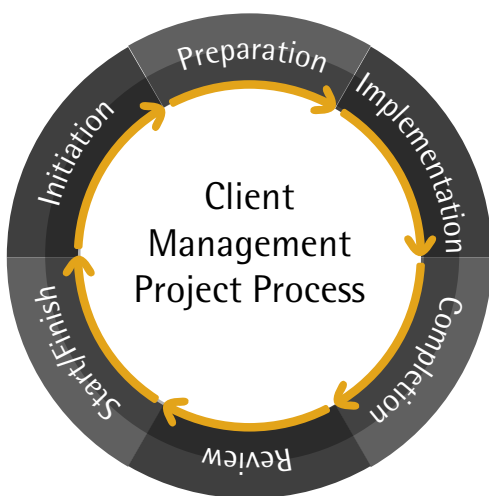 Preparation
Implementation
Completion
Review
Start/Finish
Initiation
Client
Management
Project Process